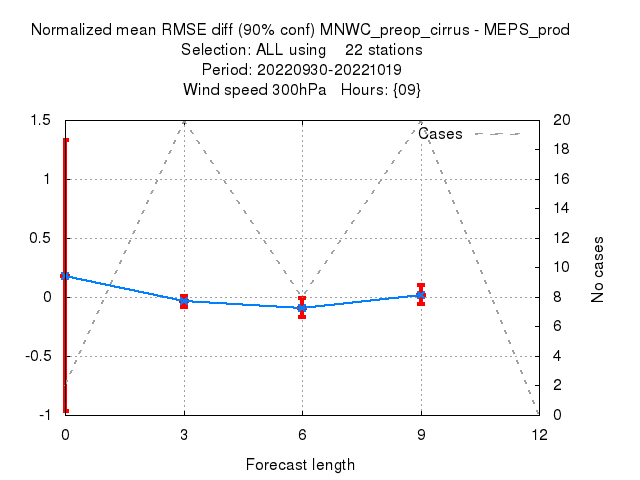 Normalized mean RMSE diff (90% conf) MNWC_preop_cirrus - MEPS_prod
Selection: ALL using    22 stations
Period: 20220930-20221019
Wind speed 300hPa   Hours: {09}
Cases
1.5
1
0.5
0
-0.5
-1
20
18
16
14
12
10
8
6
4
2
0
No cases
0 3 6 9 12
Forecast length